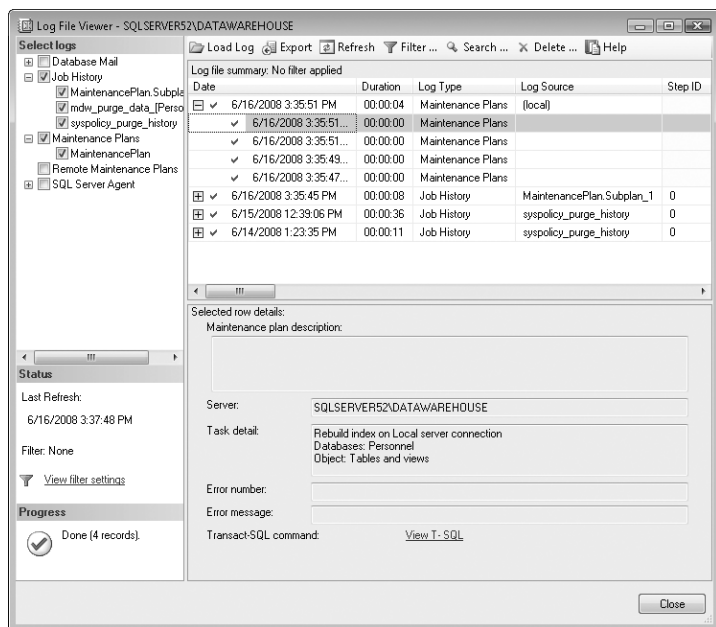 Log File Viewer - SQLSERVER52\DATAWAREHOUSE
Select logs
Database Mail
Job History
MaintenancePlan.Subpla
mdw_purge_data_[Perso
syspolicy_purge_history
Maintenance Plans
MaintenancePlan
Remote Maintenance Plans
SQL Server Agent
Load Log Export Refresh Filter ... Search ... Delete ... Help
Log file summary: No filter applied
Date Duration Log Type Log Source Step ID
6/16/2008 3:35:51 PM 00:00:04 Maintenance Plans (local)
6/16/2008 3:35:51... 00:00:00 Maintenance Plans
6/16/2008 3:35:51... 00:00:00 Maintenance Plans
6/16/2008 3:35:49... 00:00:00 Maintenance Plans
6/16/2008 3:35:47... 00:00:00 Maintenance Plans
6/16/2008 3:35:45 PM 00:00:08 Job History MaintenancePlan.Subplan_1 0
6/15/2008 12:39:06 PM 00:00:36 Job History syspolicy_purge_history 0
6/14/2008 1:23:35 PM 00:00:11 Job History syspolicy_purge_history 0
Selected row details:
Maintenance plan description:
Server: SQLSERVER52\DATAWAREHOUSE
Task detail: Rebuild index on Local server connection
Databases: Personnel
Object: Tables and views
Error number:
Error message:
Transact-SQL command: View T- SQL
Status
Last Refresh:
6/16/2008 3:37:48 PM
Filter: None
View filter settings
Progress
Done (4 records).
Close